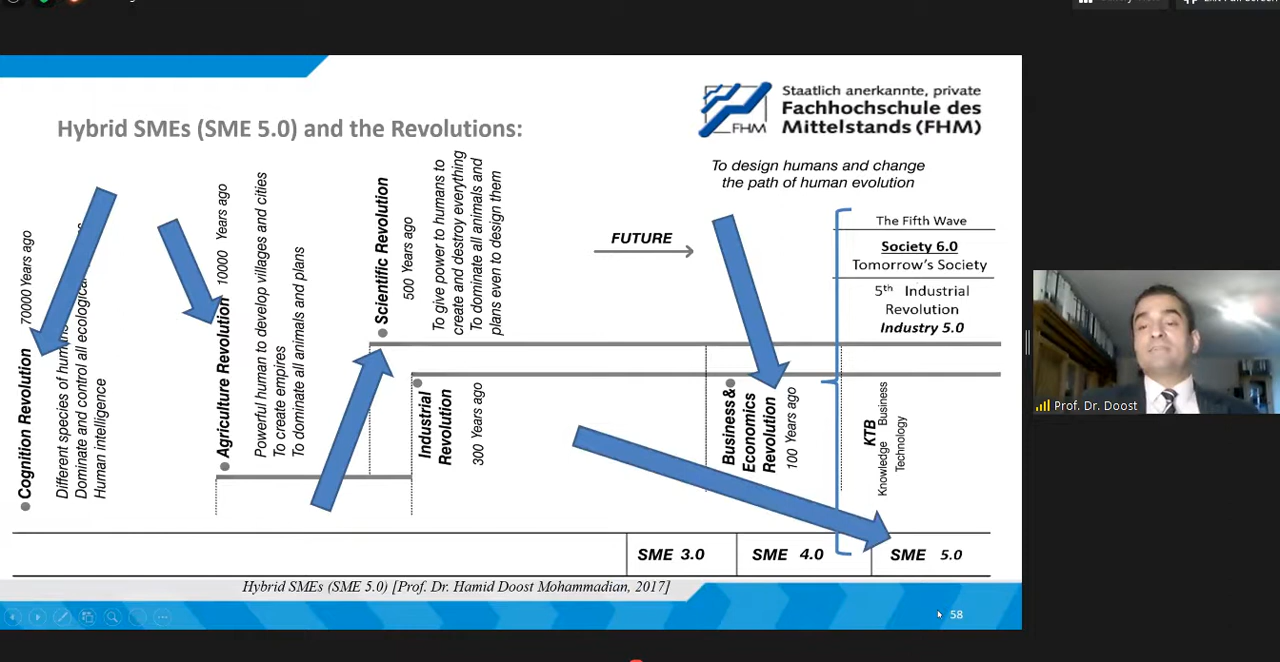 Hybrid SMEs (SME 5.0) and the Revolutions:
Staatlich anerkannte, private
Fachhochschule des
Mittelstands (FHM)
FHM
To design humans and change
the path of human evolution
Cognition Revolution
70000 Years ago
Different species of humans
Dominate and control all ecological
Human intelligence
Agriculture Revolution
10000 Years ago
Powerful human to develop villages and cities
To create empires
To dominate all animals and plans
Scientific Revolution
500 Years ago
To give power to humans to
create and destroy everything
To dominate all animals and
plans even to design them
Industrial
Revolution
300 Years ago
FUTURE
Business &
Economics
Revolution
100 Years ago
The Fifth Wave
Society 6.0
Tomorrow's Society
5th Industrial
Revolution
Industry 5.0
KTB
Knowledge Business
Technology
SME 3.0
SME 4.0
SME 5.0
Hybrid SMEs (SME 5.0) [Prof. Dr. Hamid Doost Mohammadian, 2017]
58
Prof. Dr. Doost